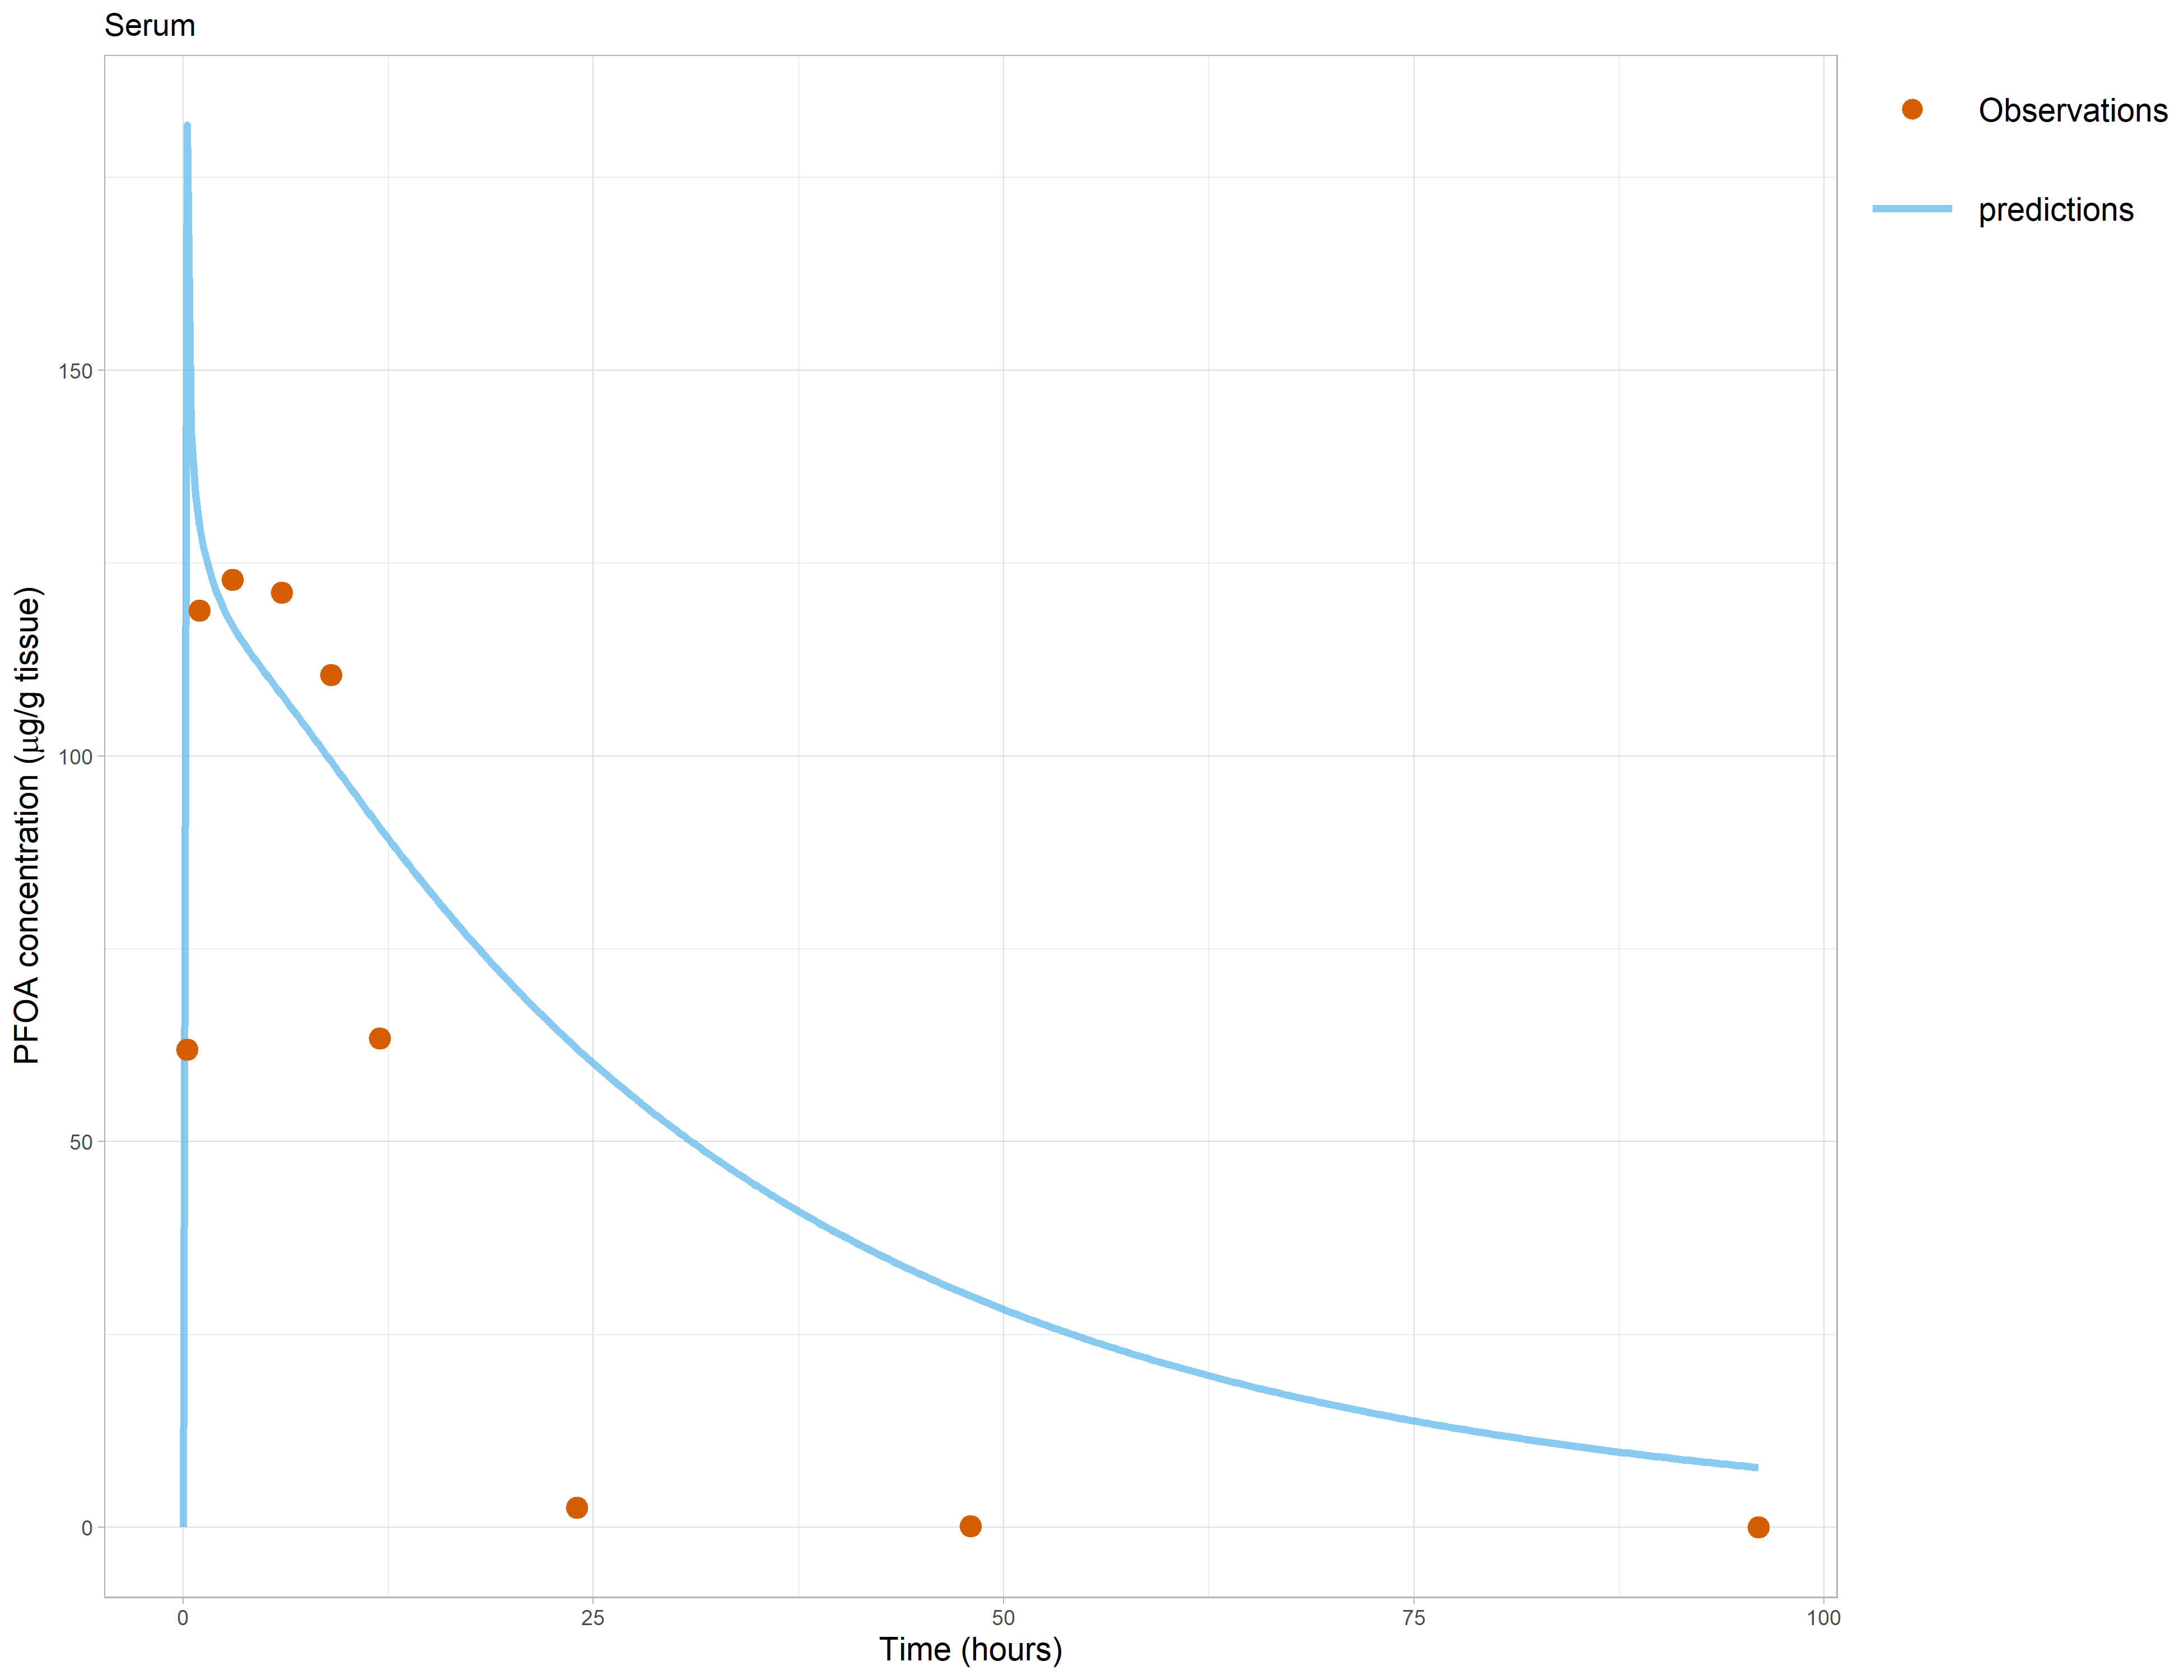 Serum
Observations
predictions
PFOA concentration (μg/g tissue)
150
100
50
0
0 25 50 75 100
Time (hours)